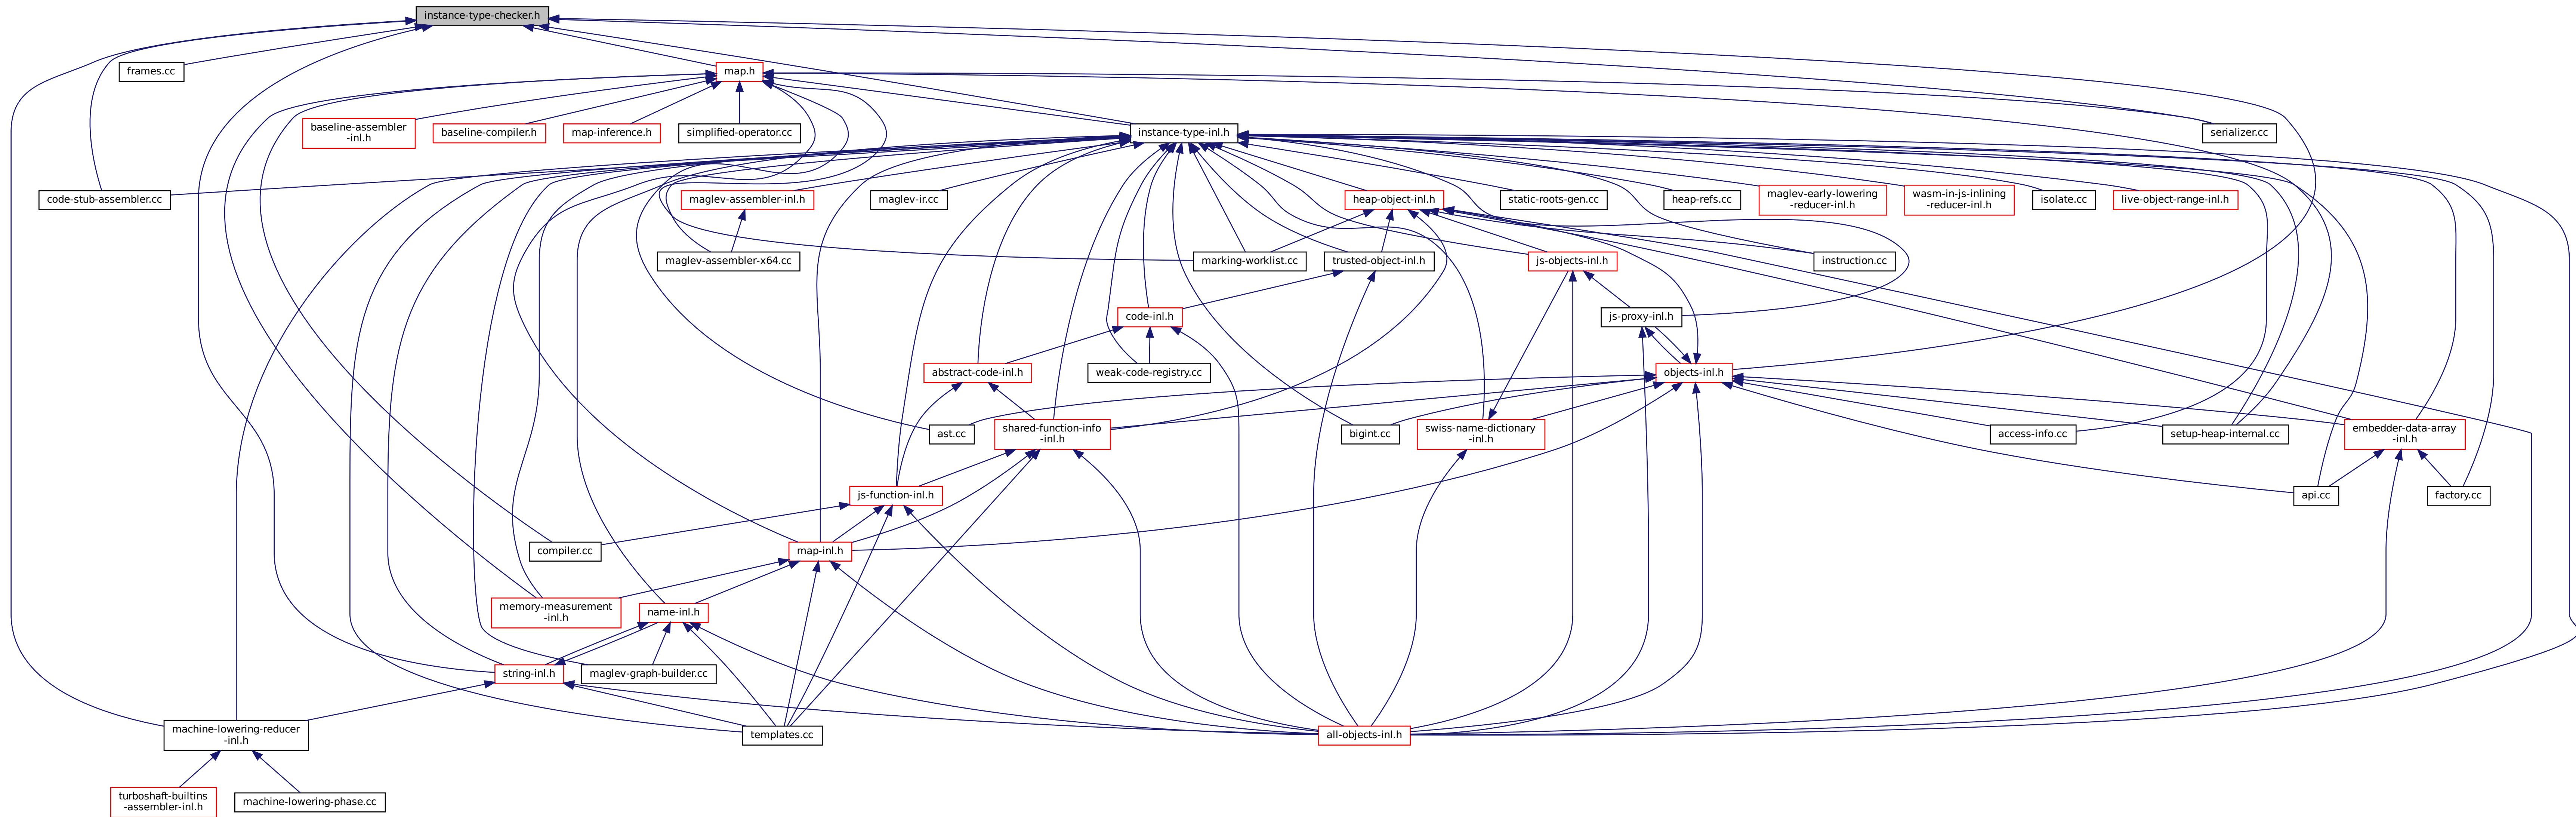 instance-type-checker.h
frames.cc
map.h
baseline-assembler
-inl.h
baseline-compiler.h
map-inference.h
simplified-operator.cc
instance-type-inl.h
serializer.cc
code-stub-assembler.cc
maglev-assembler-inl.h
maglev-ir.cc
heap-object-inl.h
static-roots-gen.cc
heap-refs.cc
maglev-early-lowering
-reducer-inl.h
wasm-in-js-inlining
-reducer-inl.h
isolate.cc
live-object-range-inl.h
maglev-assembler-x64.cc
marking-worklist.cc
trusted-object-inl.h
js-objects-inl.h
instruction.cc
code-inl.h
js-proxy-inl.h
abstract-code-inl.h
weak-code-registry.cc
objects-inl.h
ast.cc
shared-function-info
-inl.h
bigint.cc
swiss-name-dictionary
-inl.h
access-info.cc
setup-heap-internal.cc
embedder-data-array
-inl.h
js-function-inl.h
api.cc
factory.cc
compiler.cc
map-inl.h
memory-measurement
-inl.h
name-inl.h
string-inl.h
maglev-graph-builder.cc
machine-lowering-reducer
-inl.h
templates.cc
all-objects-inl.h
turboshaft-builtins
-assembler-inl.h
machine-lowering-phase.cc